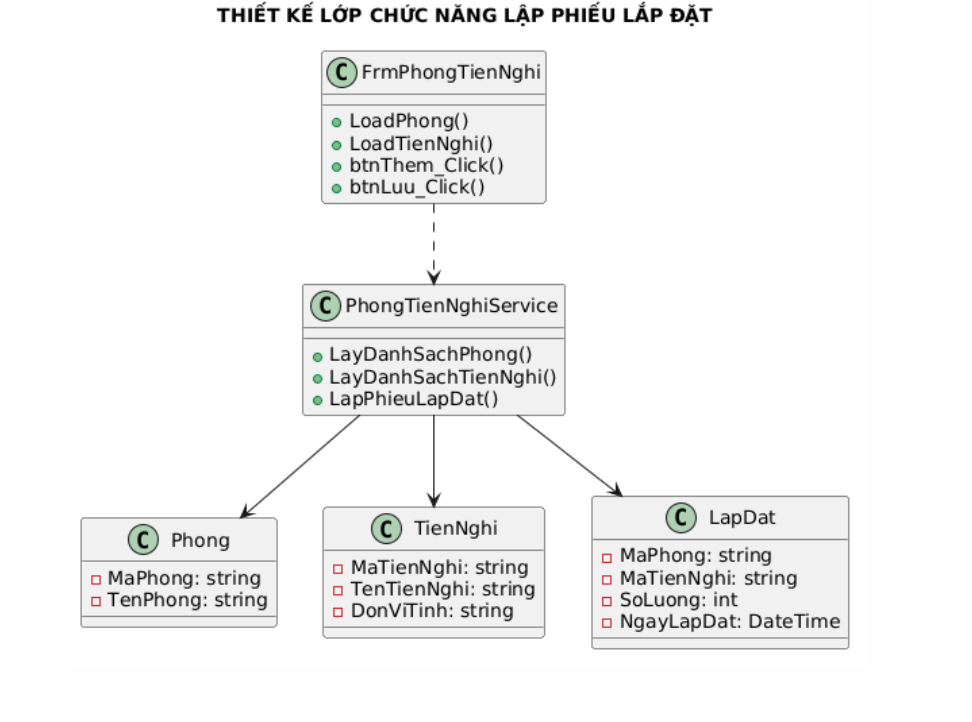 THIẾT KẾ LỚP CHỨC NĂNG LẬP PHIẾU LẮP ĐẶT
C FrmPhongTienNghi
LoadPhong()
LoadTienNghi()
btnThem_Click()
btnLuu_Click()
C PhongTienNghiService
LayDanhSachPhong()
LayDanhSachTienNghi()
LapPhieuLapDat()
C Phong
MaPhong: string
TenPhong: string
C TienNghi
MaTienNghi: string
TenTienNghi: string
DonViTinh: string
C LapDat
MaPhong: string
MaTienNghi: string
SoLuong: int
NgayLapDat: DateTime